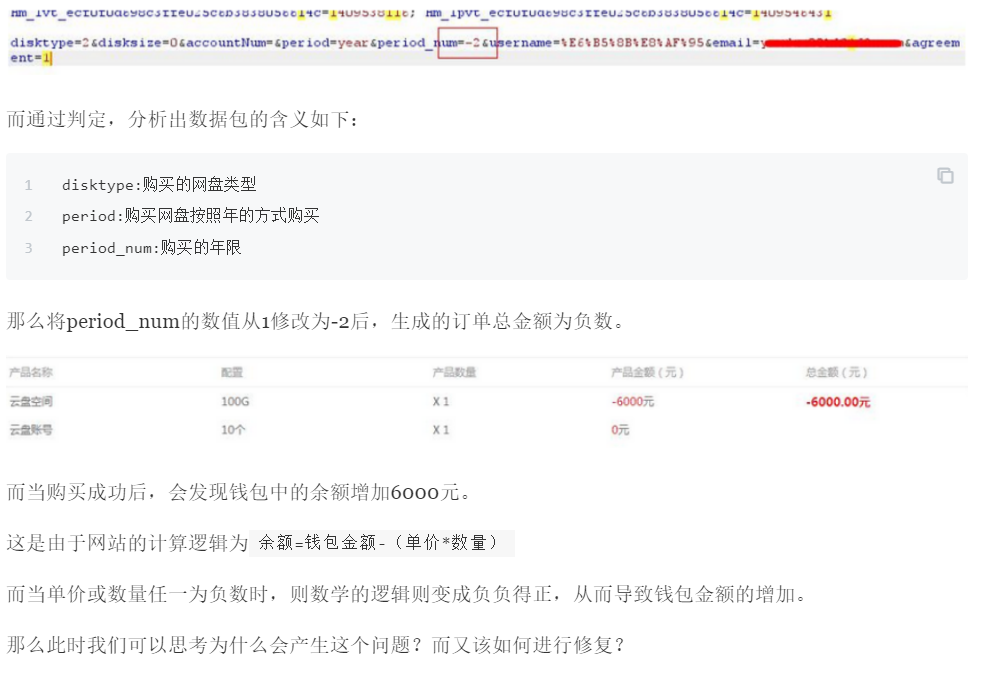 disktype=2&disksize=0&accountNum=&period=year&period_num=-2&username=%E6%B5%8B%E8%AF%95&email=y &agreem
ent=1
而通过判定，分析出数据包的含义如下：
1 disktype:购买的网盘类型
2 period:购买网盘按照年的方式购买
3 period_num:购买的年限
那么将period_num的数值从1修改为-2后，生成的订单总金额为负数。
产品名称 配置 产品数量 产品金额（元） 总金额（元）
云盘空间 100G X 1 -6000元 -6000.00元
云盘账号 10个 X 1 0元
而当购买成功后，会发现钱包中的余额增加6000元。
这是由于网站的计算逻辑为 余额=钱包金额-（单价*数量）
而当单价或数量任一为负数时，则数学的逻辑则变成负负得正，从而导致钱包金额的增加。
那么此时我们可以思考为什么会产生这个问题？而又该如何进行修复？